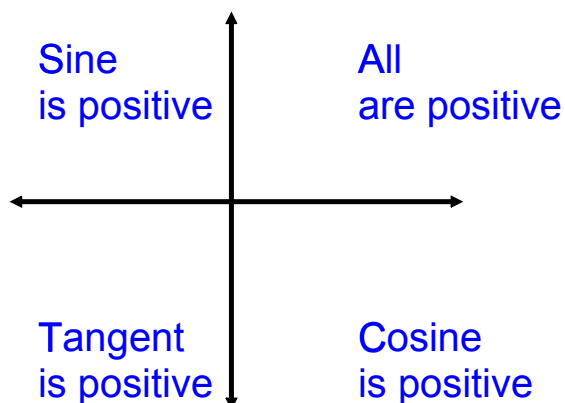 Sine
is positive
All
are positive
Tangent
is positive
Cosine
is positive